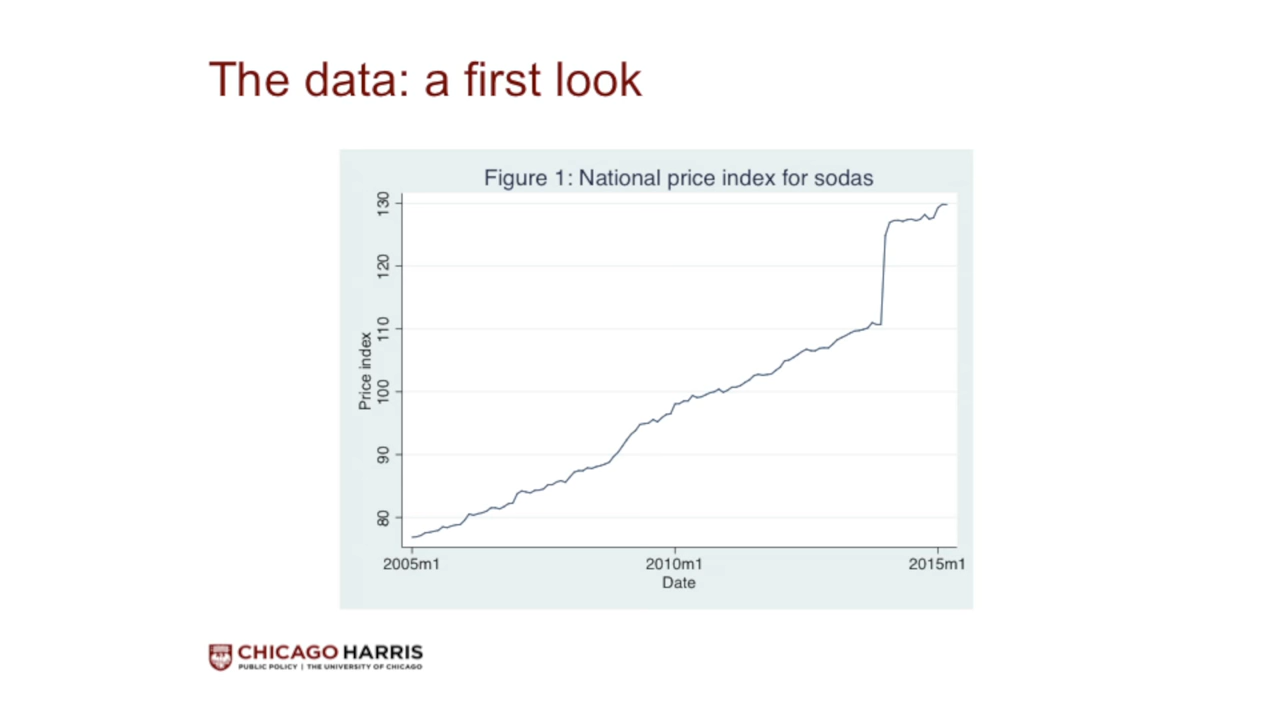 The data: a first look
Figure 1: National price index for sodas
130
120
110
100
90
80
Price index
2005m1 2010m1 2015m1
Date
CHICAGO HARRIS
PUBLIC POLICY | THE UNIVERSITY OF CHICAGO